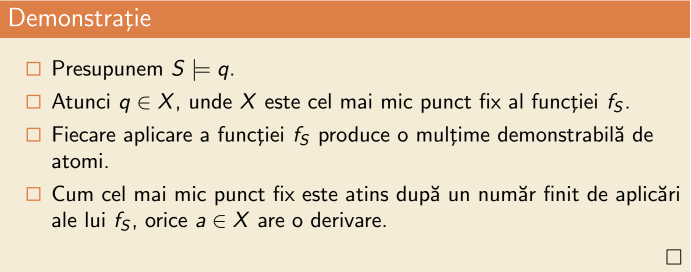 Demonstrație
□ Presupunem S ⊨ q.
□ Atunci q ∈ X, unde X este cel mai mic punct fix al funcției f_S.
□ Fiecare aplicare a funcției f_S produce o mulțime demonstrabilă de
atomi.
□ Cum cel mai mic punct fix este atins după un număr finit de aplicări
ale lui f_S, orice a ∈ X are o derivare.
□